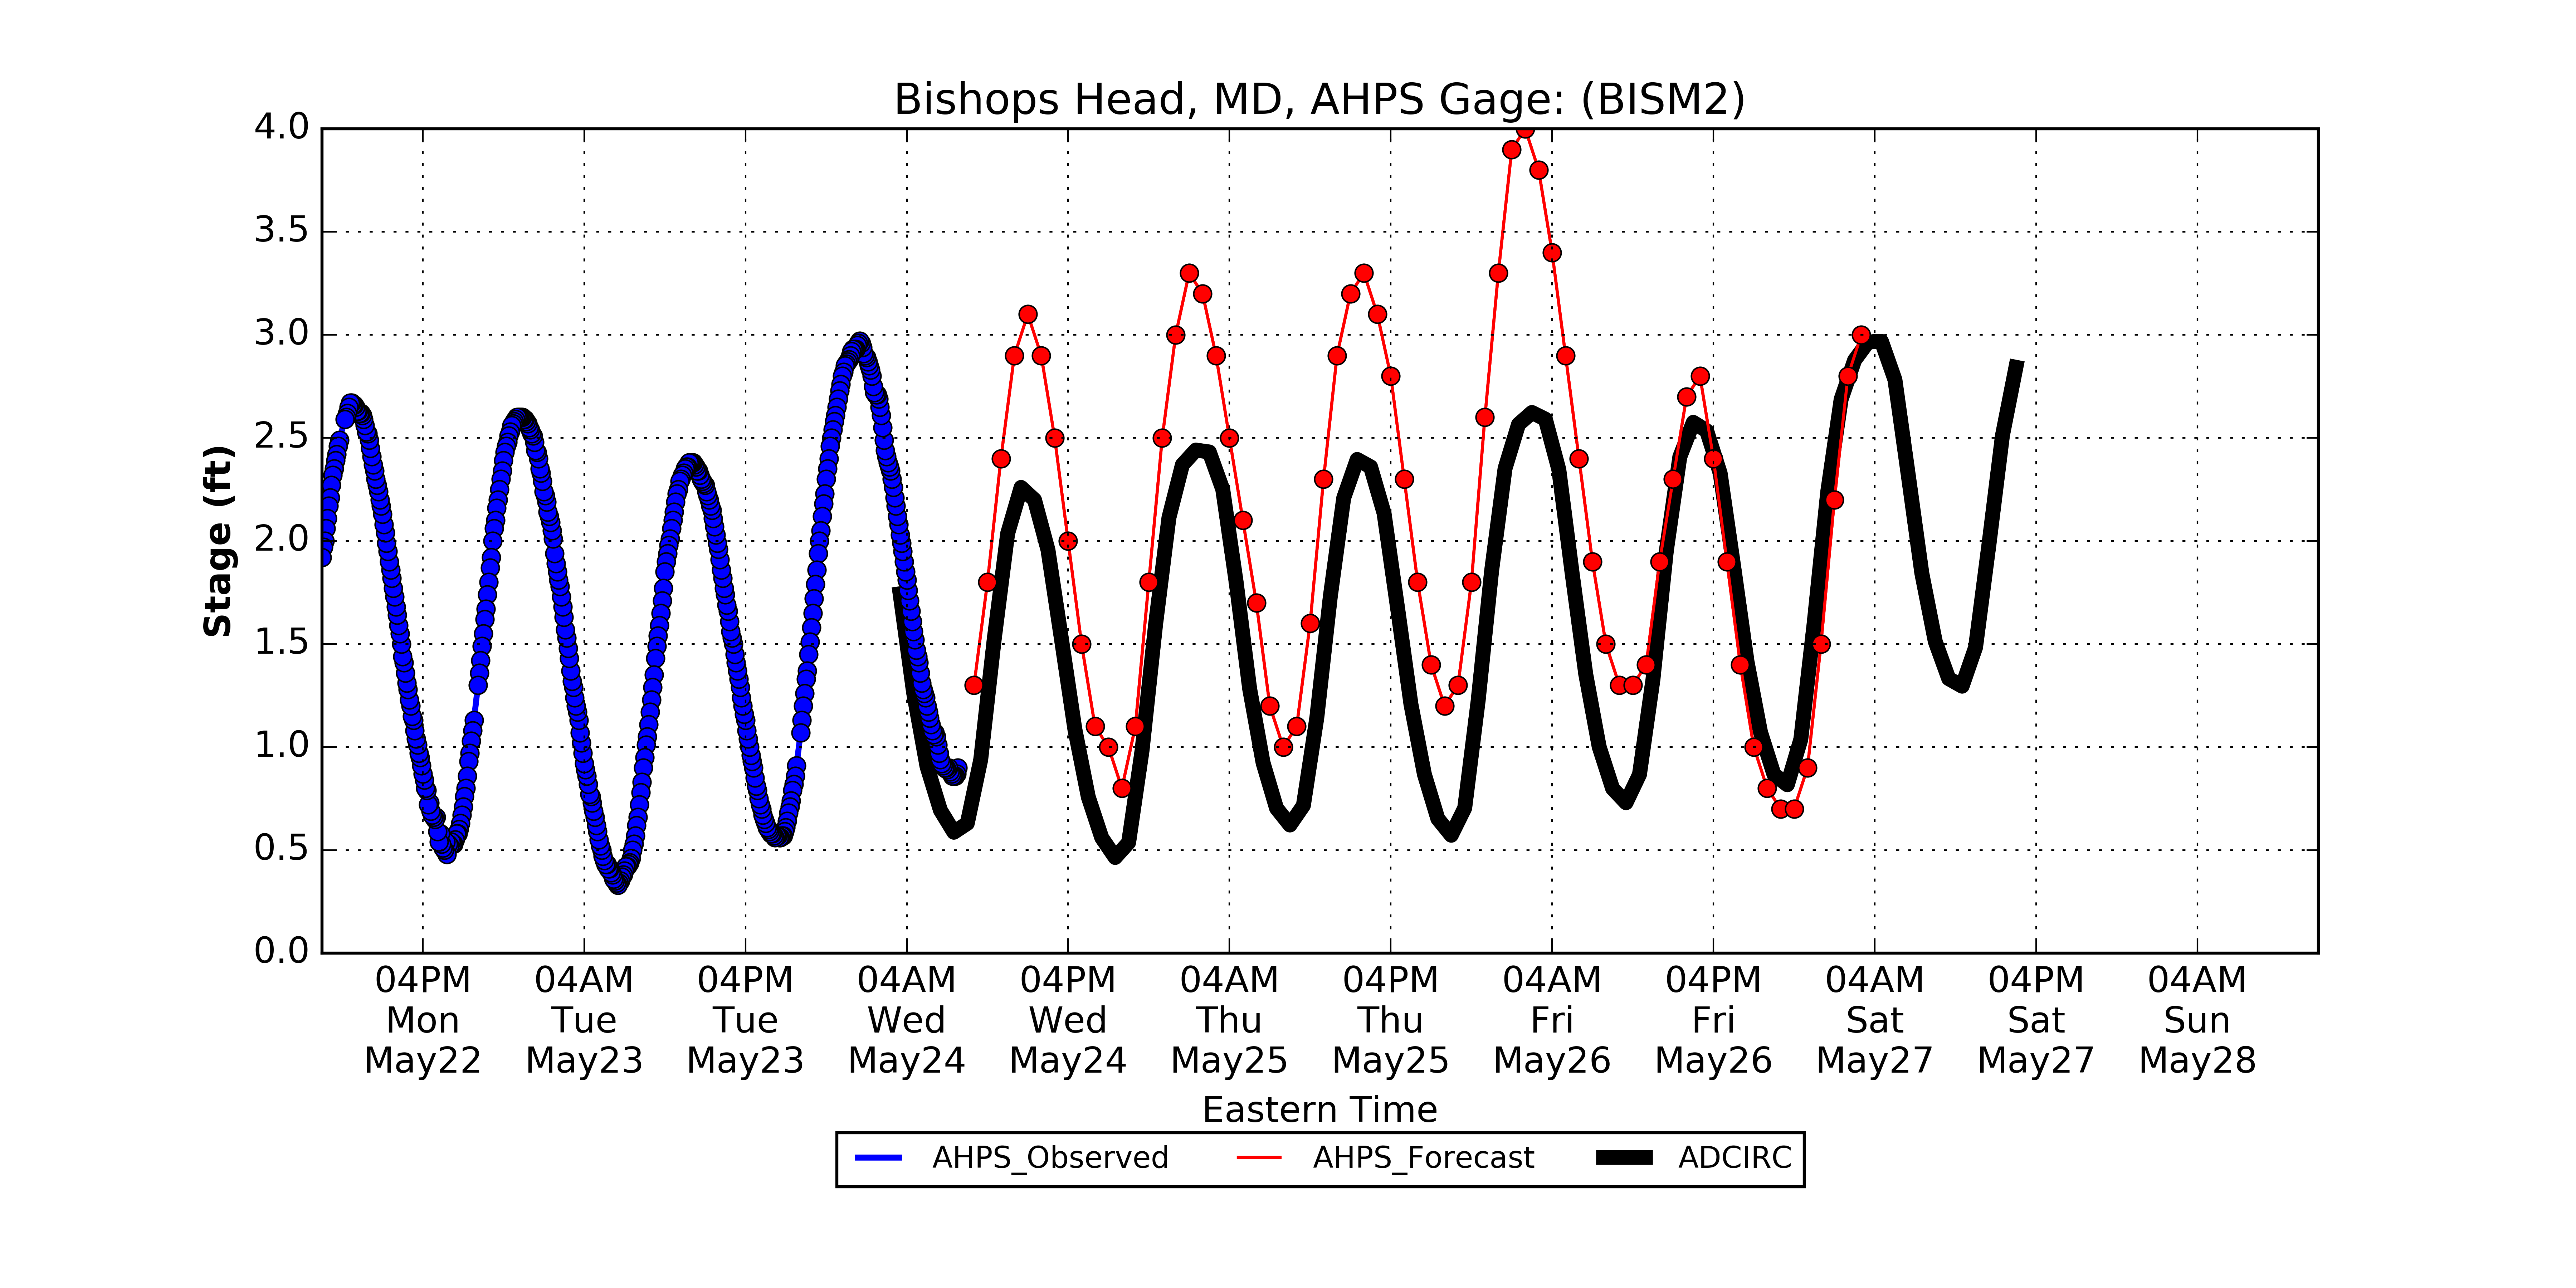 Bishops Head, MD, AHPS Gage: (BISM2)
4.0
3.5
3.0
2.5
2.0
1.5
1.0
0.5
0.0
Stage (ft)
04PM 04AM 04PM 04AM 04PM 04AM 04PM 04AM 04PM 04AM 04PM 04AM
Mon Tue Tue Wed Wed Thu Thu Fri Fri Sat Sat Sun
May22 May23 May23 May24 May24 May25 May25 May26 May26 May27 May27 May28
Eastern Time
AHPS_Observed AHPS_Forecast ADCIRC